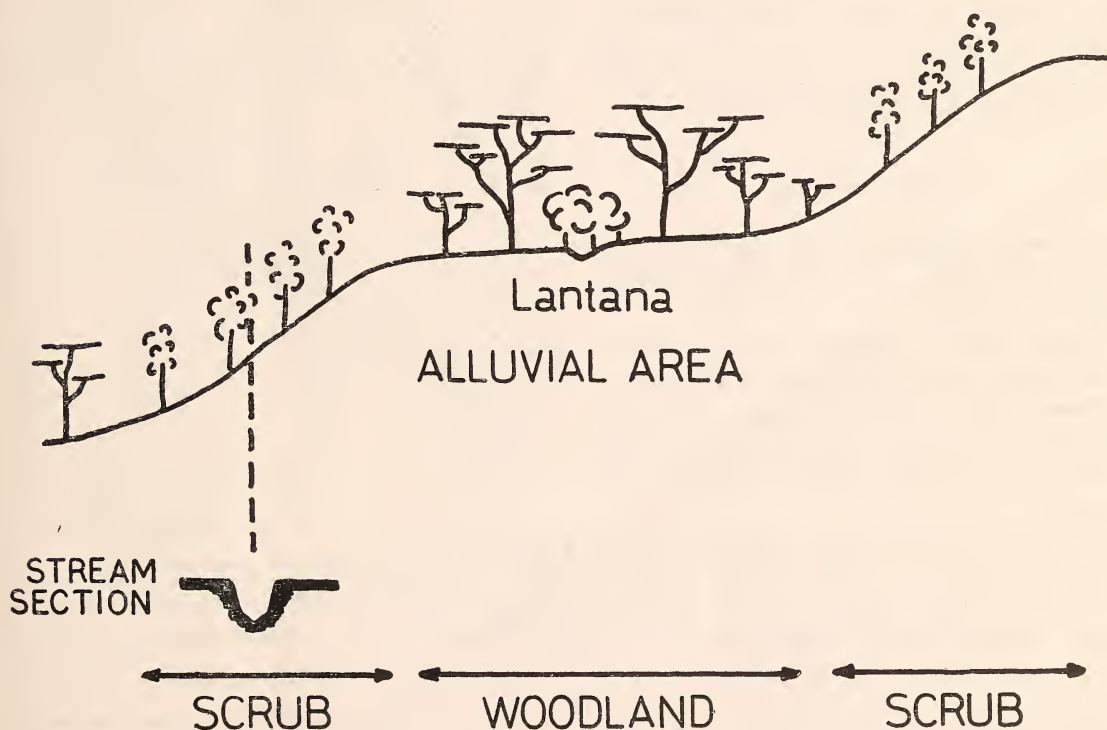 Lantana
ALLUVIAL AREA
STREAM
SECTION
SCRUB
WOODLAND
SCRUB